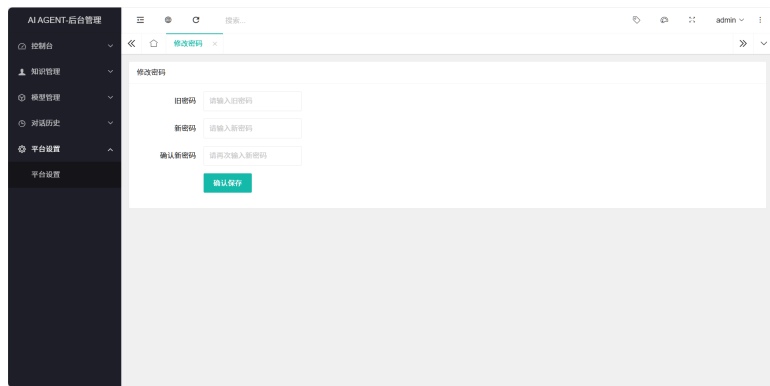 AI AGENT-后台管理
搜索...
admin
控制台
修改密码
知识管理
修改密码
模型管理
旧密码 请输入旧密码
对话历史
新密码 请输入新密码
平台设置
确认新密码 请再次输入新密码
平台设置
确认保存